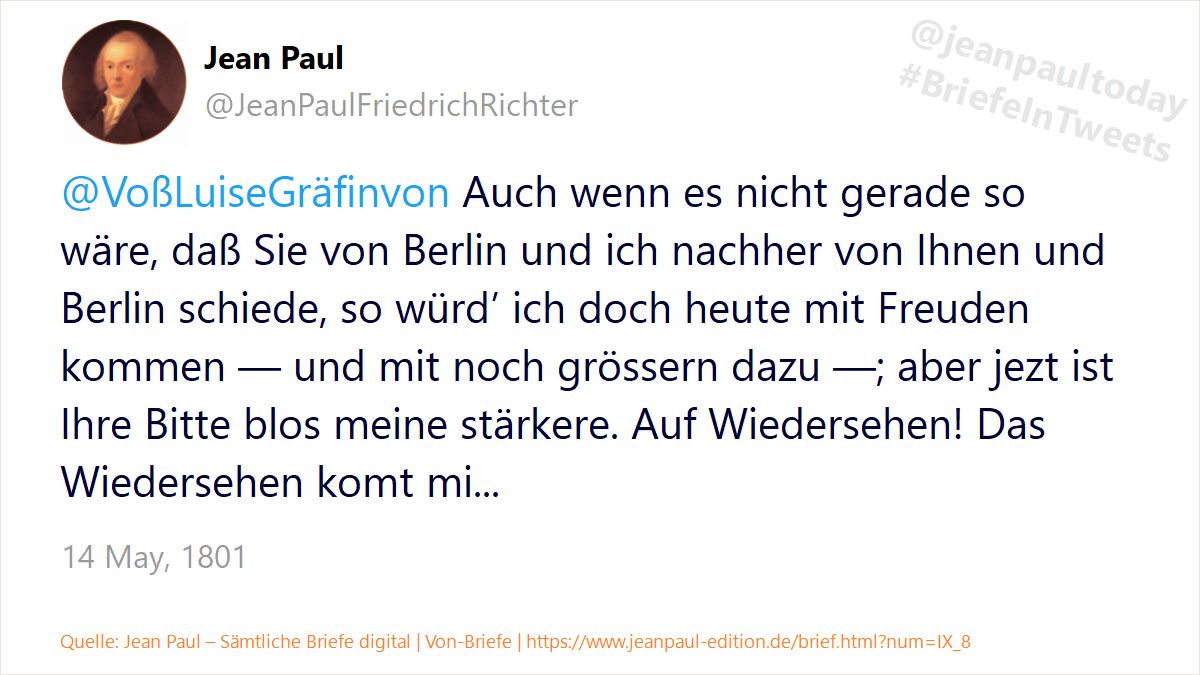 Jean Paul
@JeanPaulFriedrichRichter
@jeanpaultoday
#BriefeInTweets
@VoßLuiseGräfinvon Auch wenn es nicht gerade so
wäre, daß Sie von Berlin und ich nachher von Ihnen und
Berlin schiede, so würd’ ich doch heute mit Freuden
kommen — und mit noch grössern dazu —; aber jezt ist
Ihre Bitte blos meine stärkere. Auf Wiedersehen! Das
Wiedersehen komt mi...
14 May, 1801
Quelle: Jean Paul – Sämtliche Briefe digital | Von-Briefe | https://www.jeanpaul-edition.de/brief.html?num=IX_8